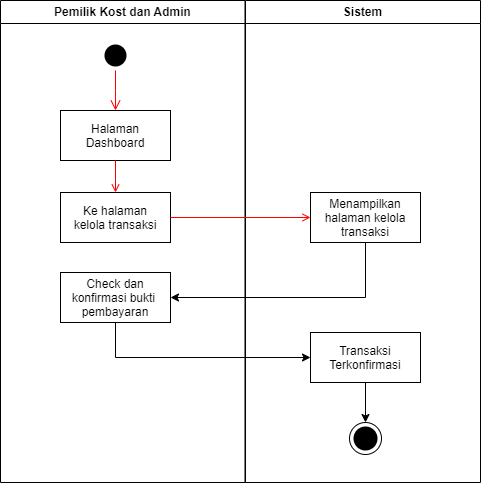 Pemilik Kost dan Admin
Sistem
Halaman
Dashboard
Ke halaman
kelola transaksi
Menampilkan
halaman kelola
transaksi
Check dan
konfirmasi bukti
pembayaran
Transaksi
Terkonfirmasi